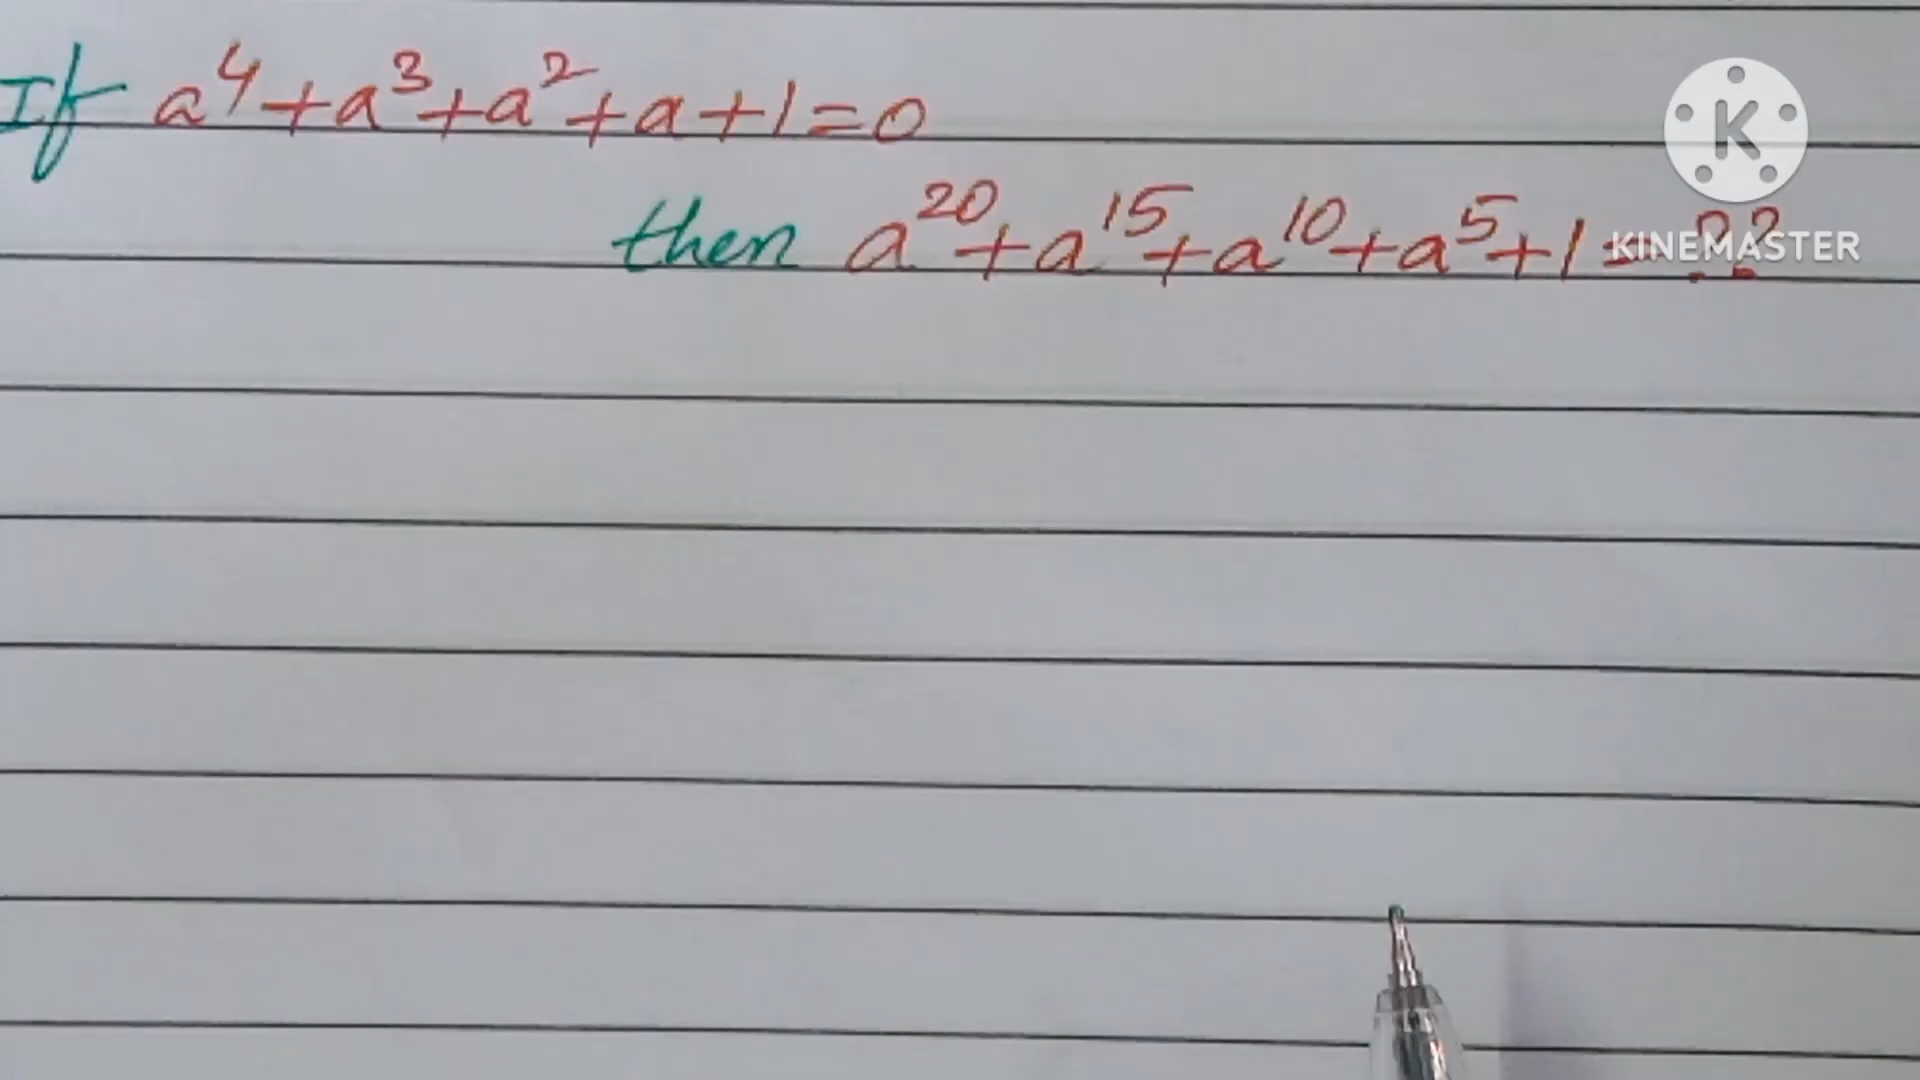 If a⁴+a³+a²+a+1=0
K
then a²⁰+a¹⁵+a¹⁰+a⁵+1=??
KINEMASTER